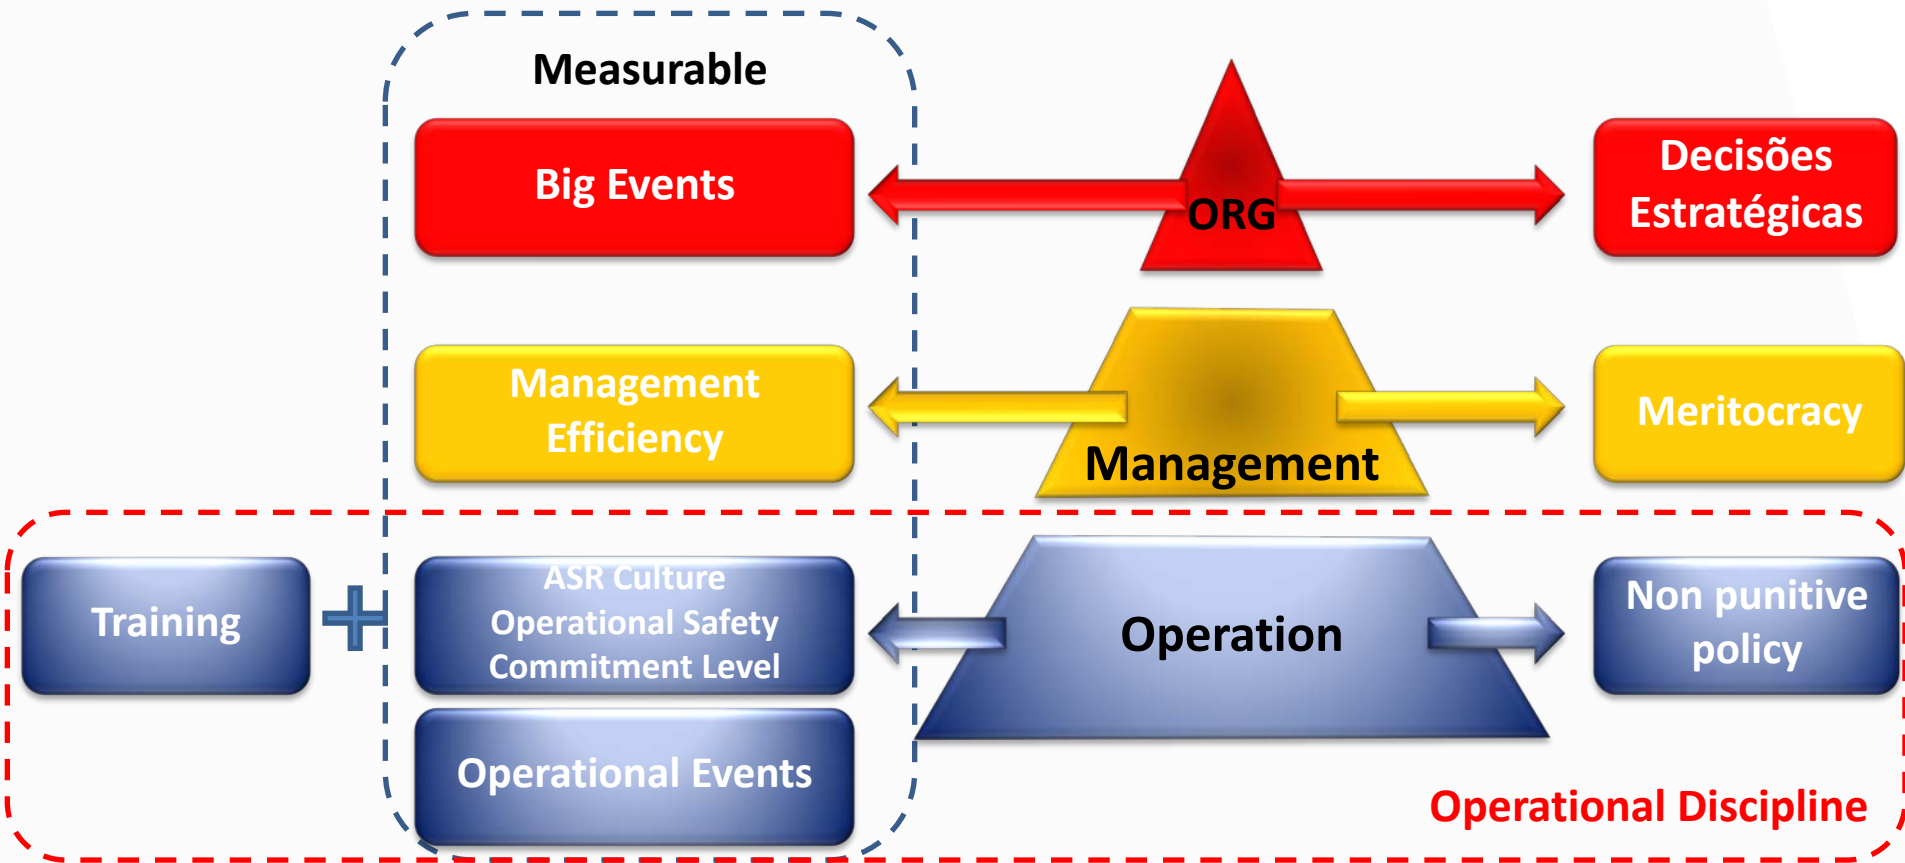 Measurable
Big Events
ORG
Decisões
Estratégicas
Management
Efficiency
Management
Meritocracy
Training
ASR Culture
Operational Safety
Commitment Level
Operation
Non punitive
policy
Operational Events
Operational Discipline